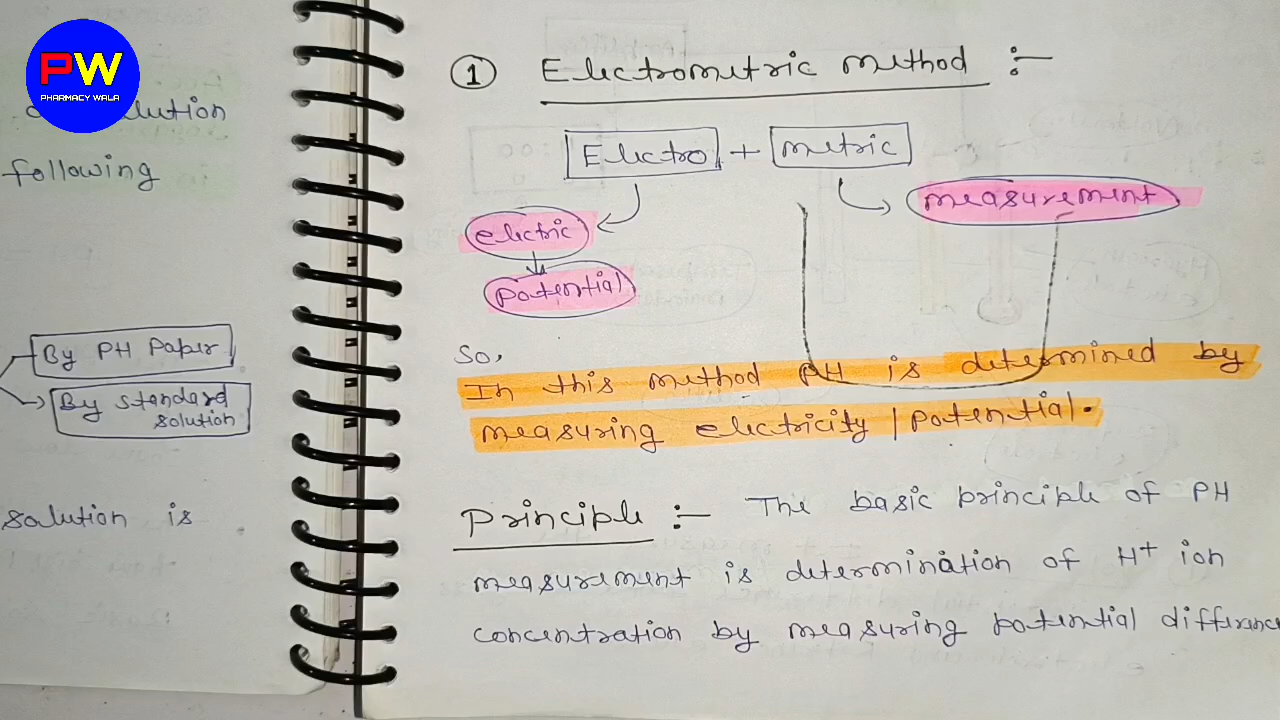 PW
PHARMACY WALA
lution
following
By PH Paper
By standard
solution
solution is
① Electrometric method :-
Electro + metric
measurement
electric
potential
So,
In this method PH is determined by
measuring electricity / potential.
Principle :- The basic principle of PH
measurement is determination of H⁺ ion
concentration by measuring potential differenc